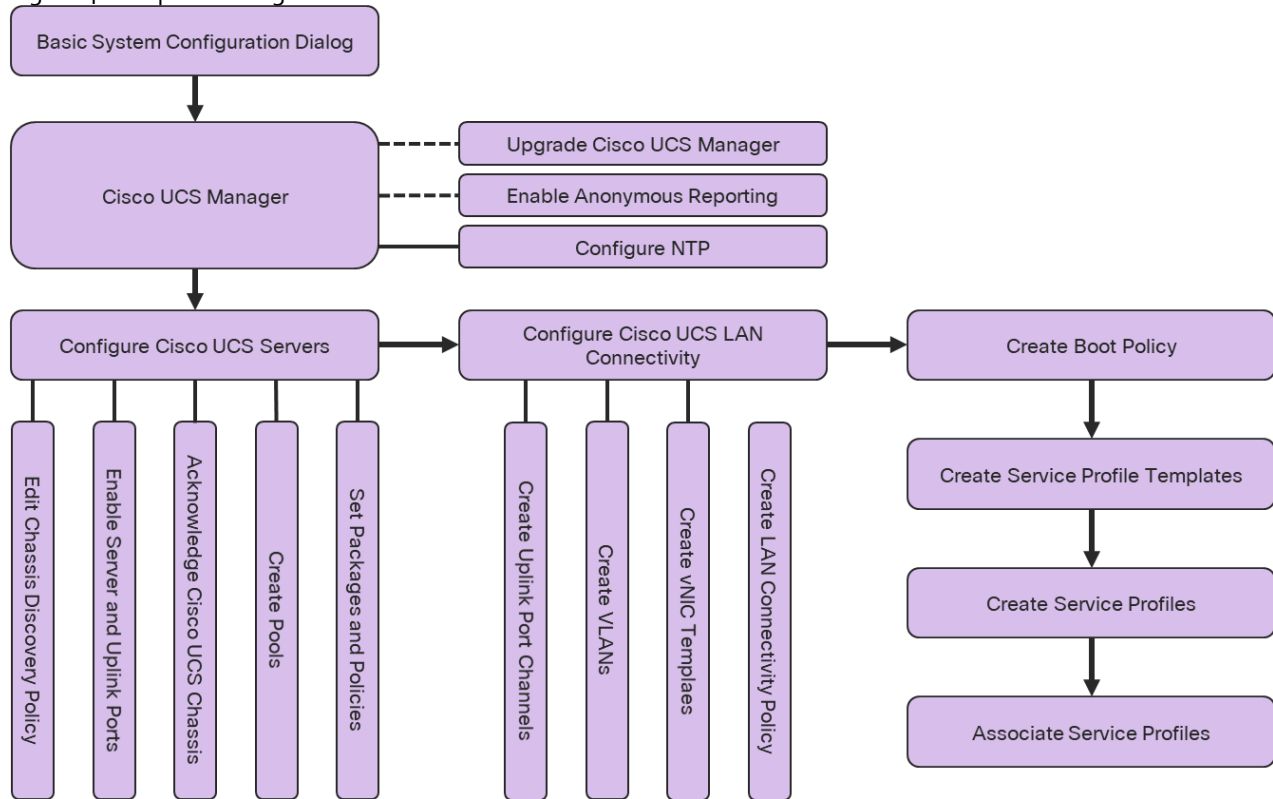 Basic System Configuration Dialog
Cisco UCS Manager
Upgrade Cisco UCS Manager
Enable Anonymous Reporting
Configure NTP
Configure Cisco UCS Servers
Configure Cisco UCS LAN
Connectivity
Create Boot Policy
Edit Chassis Discovery Policy
Enable Server and Uplink Ports
Acknowledge Cisco UCS Chassis
Create Pools
Set Packages and Policies
Create Uplink Port Channels
Create VLANs
Create vNIC Templaes
Create LAN Connectivity Policy
Create Service Profile Templates
Create Service Profiles
Associate Service Profiles